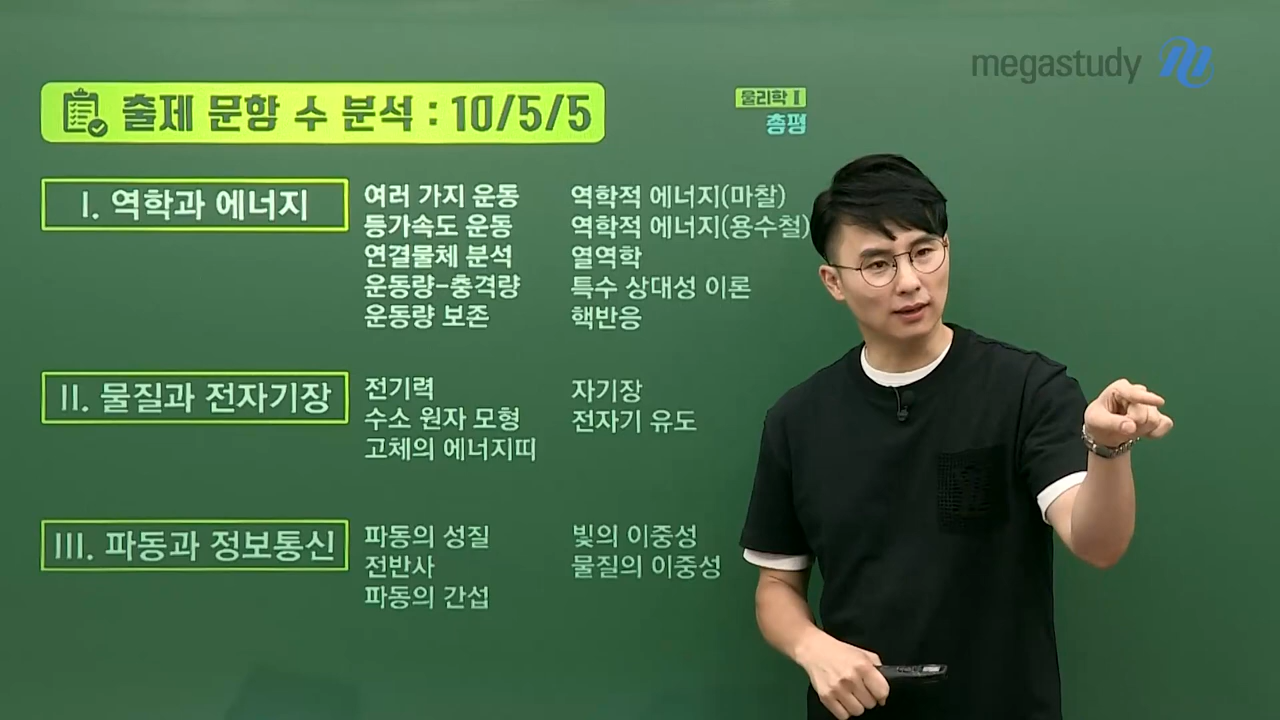 megastudy
출제 문항 수 분석 : 10/5/5
물리학 I
총평
I. 역학과 에너지
여러 가지 운동
등가속도 운동
연결물체 분석
운동량-충격량
운동량 보존
역학적 에너지(마찰)
역학적 에너지(용수철)
열역학
특수 상대성 이론
핵반응
II. 물질과 전자기장
전기력
수소 원자 모형
고체의 에너지띠
자기장
전자기 유도
III. 파동과 정보통신
파동의 성질
전반사
파동의 간섭
빛의 이중성
물질의 이중성